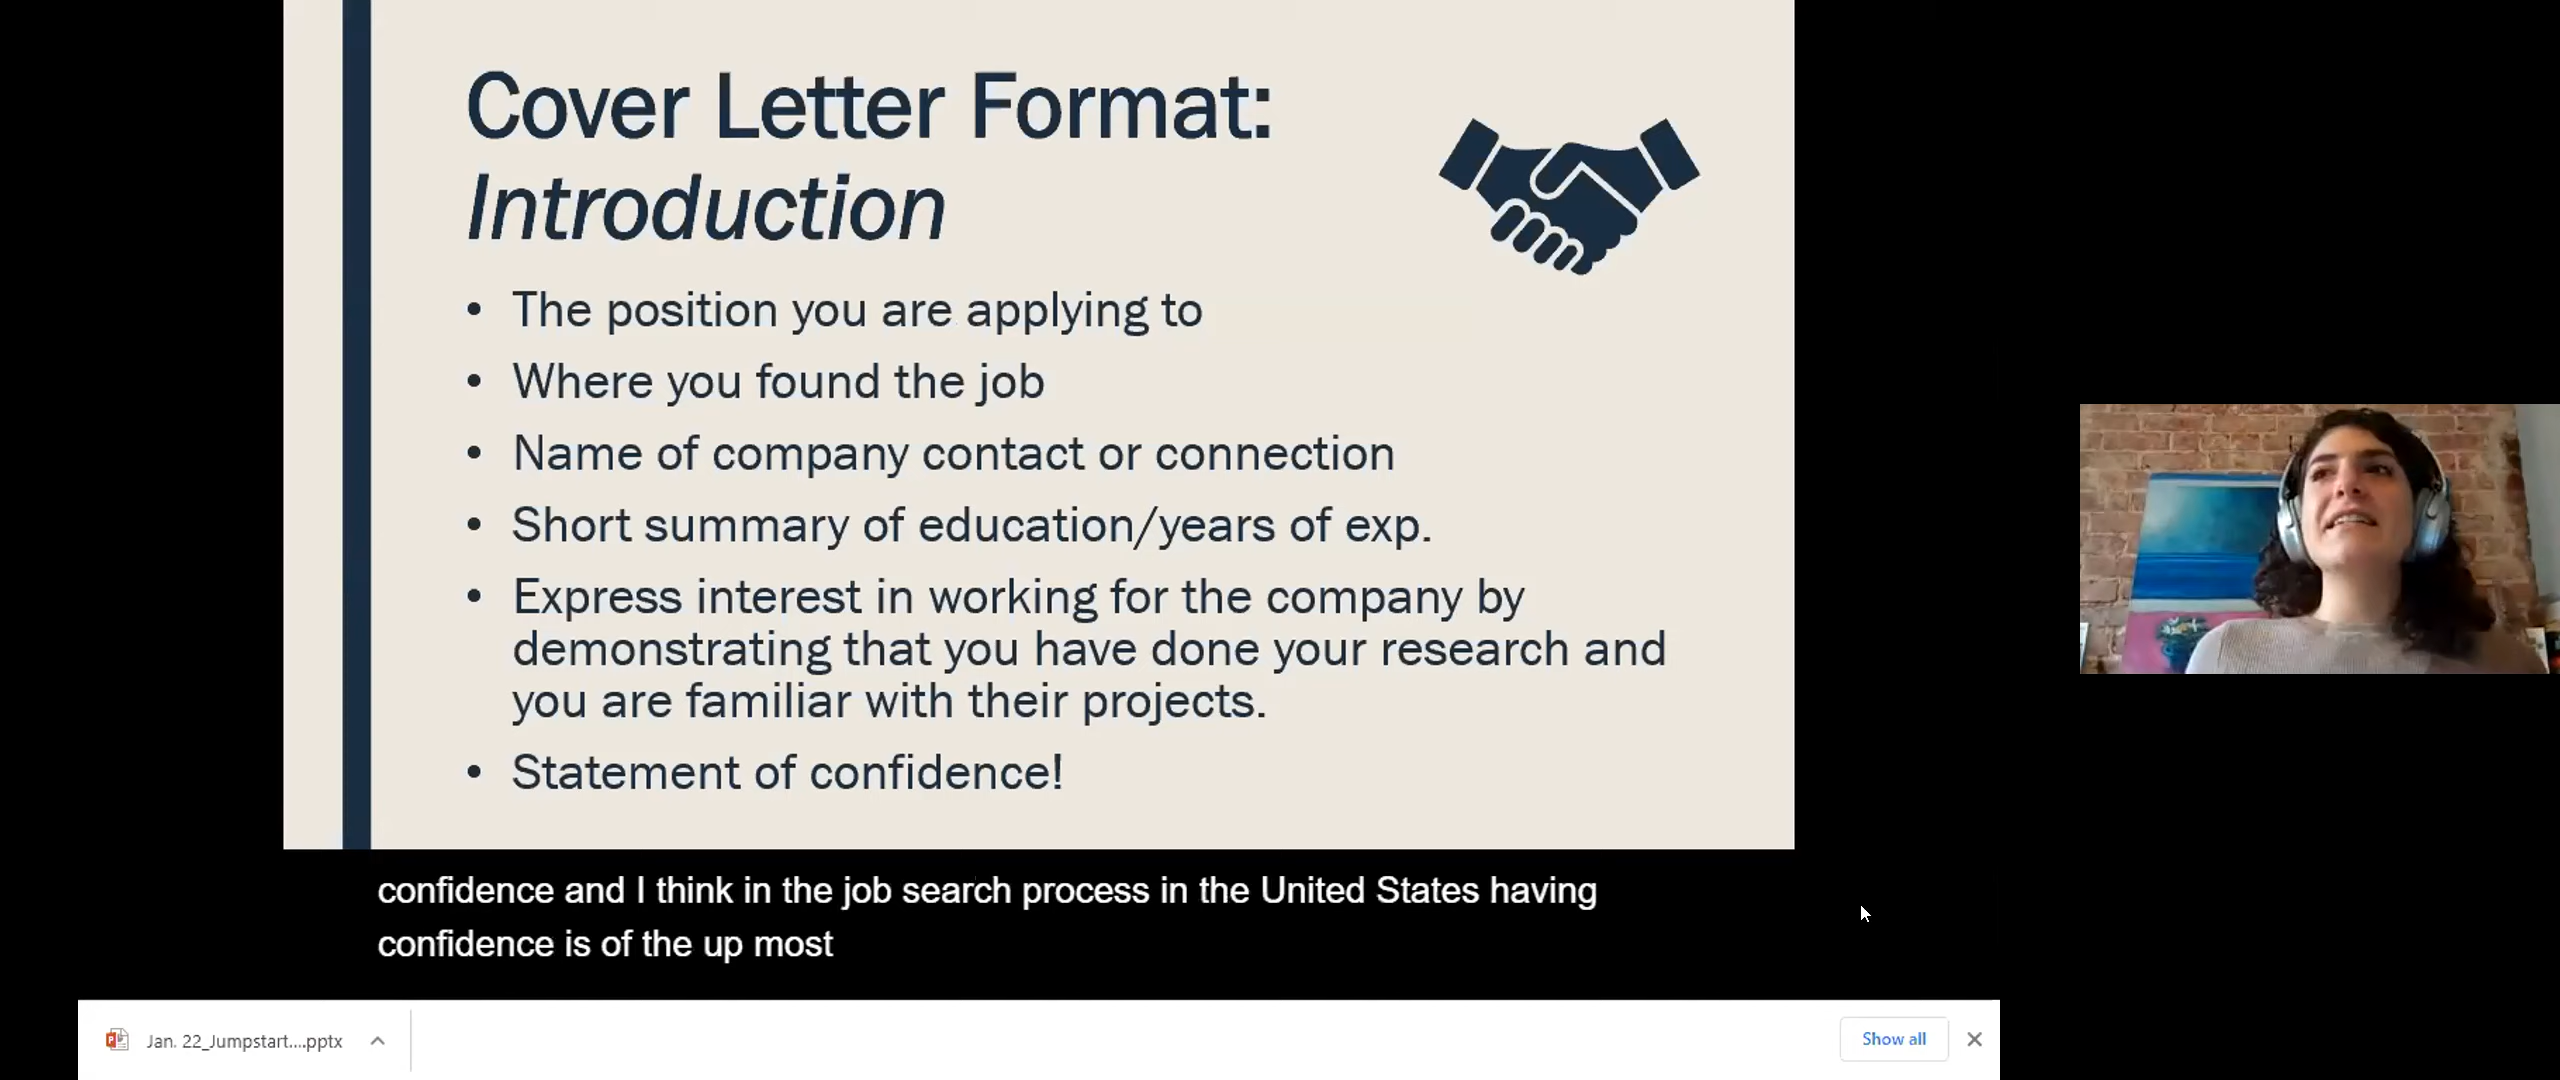 Cover Letter Format:
Introduction
• The position you are applying to
• Where you found the job
• Name of company contact or connection
• Short summary of education/years of exp.
• Express interest in working for the company by
demonstrating that you have done your research and
you are familiar with their projects.
• Statement of confidence!
confidence and I think in the job search process in the United States having
confidence is of the up most
Jan. 22_Jumpstart....pptx
Show all